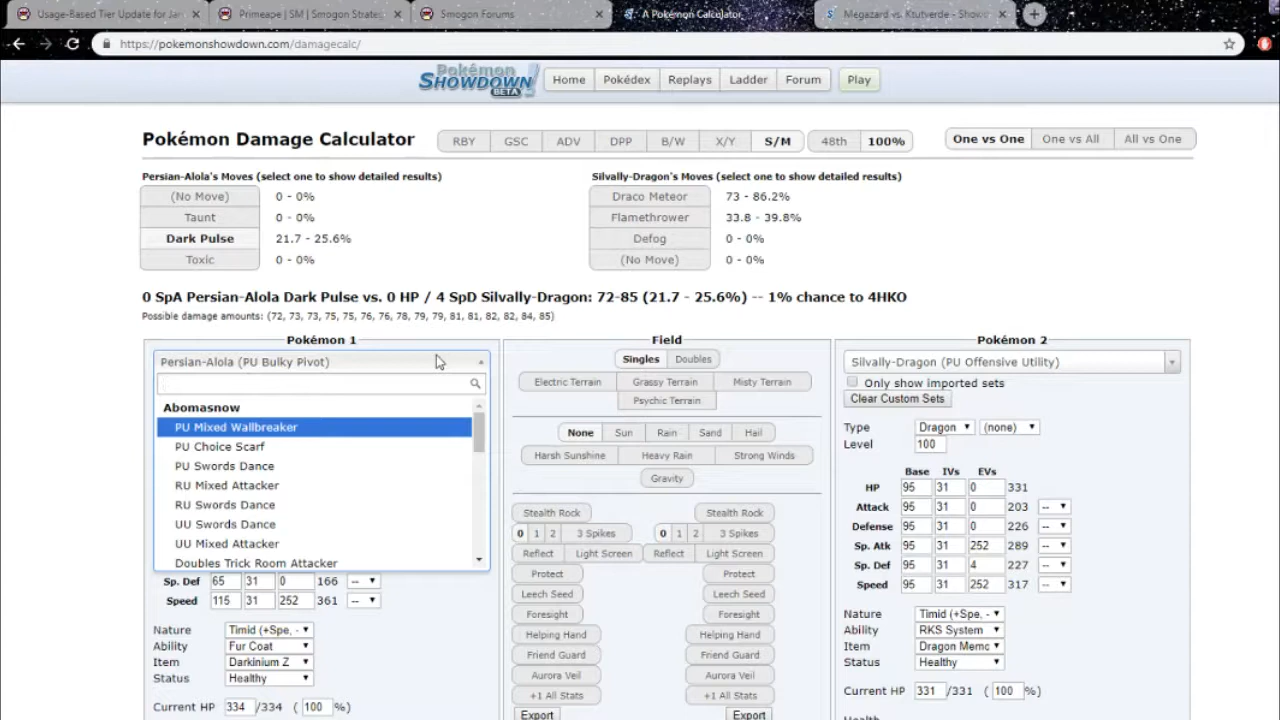 Usage-Based Tier Update for Jan
Primeape | SM | Smogon Strateg
Smogon Forums
A Pokémon Calculator
Megazard vs. Ktutverde - Showd
https://pokemonshowdown.com/damagecalc/
Pokémon SHOWDOWN BETA
Home Pokédex Replays Ladder Forum Play
Pokémon Damage Calculator RBY GSC ADV DPP B/W X/Y S/M 48th 100% One vs One One vs All All vs One
Persian-Alola's Moves (select one to show detailed results) Silvally-Dragon's Moves (select one to show detailed results)
(No Move) 0 - 0% Draco Meteor 73 - 86.2%
Taunt 0 - 0% Flamethrower 33.8 - 39.8%
Dark Pulse 21.7 - 25.6% Defog 0 - 0%
Toxic 0 - 0% (No Move) 0 - 0%
0 SpA Persian-Alola Dark Pulse vs. 0 HP / 4 SpD Silvally-Dragon: 72-85 (21.7 - 25.6%) -- 1% chance to 4HKO
Possible damage amounts: (72, 73, 73, 75, 75, 76, 76, 78, 79, 79, 81, 81, 82, 82, 84, 85)
Pokémon 1
Persian-Alola (PU Bulky Pivot)
Abomasnow
PU Mixed Wallbreaker
PU Choice Scarf
PU Swords Dance
RU Mixed Attacker
RU Swords Dance
UU Swords Dance
UU Mixed Attacker
Doubles Trick Room Attacker
Sp. Def 65 31 0 166 --
Speed 115 31 252 361 --
Nature Timid (+Spe, -
Ability Fur Coat
Item Darkinium Z
Status Healthy
Current HP 334 /334 ( 100 %)
Field
Singles Doubles
Electric Terrain Grassy Terrain Misty Terrain
Psychic Terrain
None Sun Rain Sand Hail
Harsh Sunshine Heavy Rain Strong Winds
Gravity
Stealth Rock Stealth Rock
0 1 2 3 Spikes 0 1 2 3 Spikes
Reflect Light Screen Reflect Light Screen
Protect Protect
Leech Seed Leech Seed
Foresight Foresight
Helping Hand Helping Hand
Friend Guard Friend Guard
Aurora Veil Aurora Veil
+1 All Stats +1 All Stats
Export Export
Pokémon 2
Silvally-Dragon (PU Offensive Utility)
Only show imported sets
Clear Custom Sets
Type Dragon (none)
Level 100
Base IVs EVs
HP 95 31 0 331
Attack 95 31 0 203 --
Defense 95 31 0 226 --
Sp. Atk 95 31 252 289 --
Sp. Def 95 31 4 227 --
Speed 95 31 252 317 --
Nature Timid (+Spe, -
Ability RKS System
Item Dragon Memo
Status Healthy
Current HP 331 /331 ( 100 %)